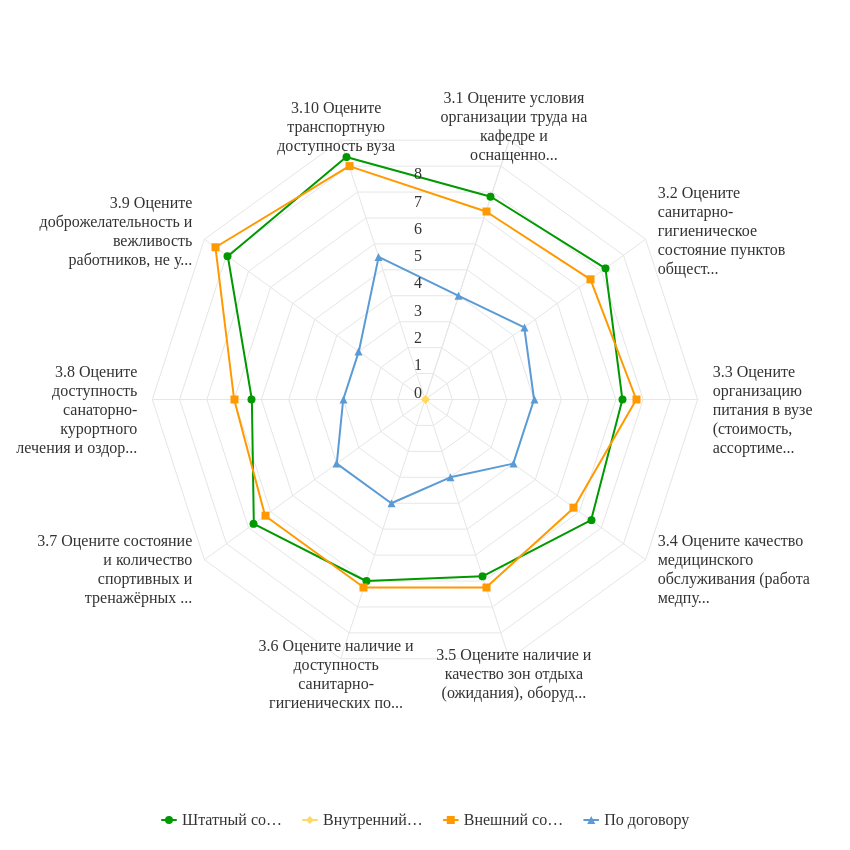 3.10 Оцените
транспортную
доступность вуза
3.1 Оцените условия
организации труда на
кафедре и
оснащенно...
3.2 Оцените
санитарно-
гигиеническое
состояние пунктов
общест...
3.3 Оцените
организацию
питания в вузе
(стоимость,
ассортиме...
3.4 Оцените качество
медицинского
обслуживания (работа
медпу...
3.5 Оцените наличие и
качество зон отдыха
(ожидания), оборуд...
3.6 Оцените наличие и
доступность
санитарно-
гигиенических по...
3.7 Оцените состояние
и количество
спортивных и
тренажёрных ...
3.8 Оцените
доступность
санаторно-
курортного
лечения и оздор...
3.9 Оцените
доброжелательность и
вежливость
работников, не у...
8
7
6
5
4
3
2
1
0
Штатный со…
Внутренний…
Внешний со…
По договору